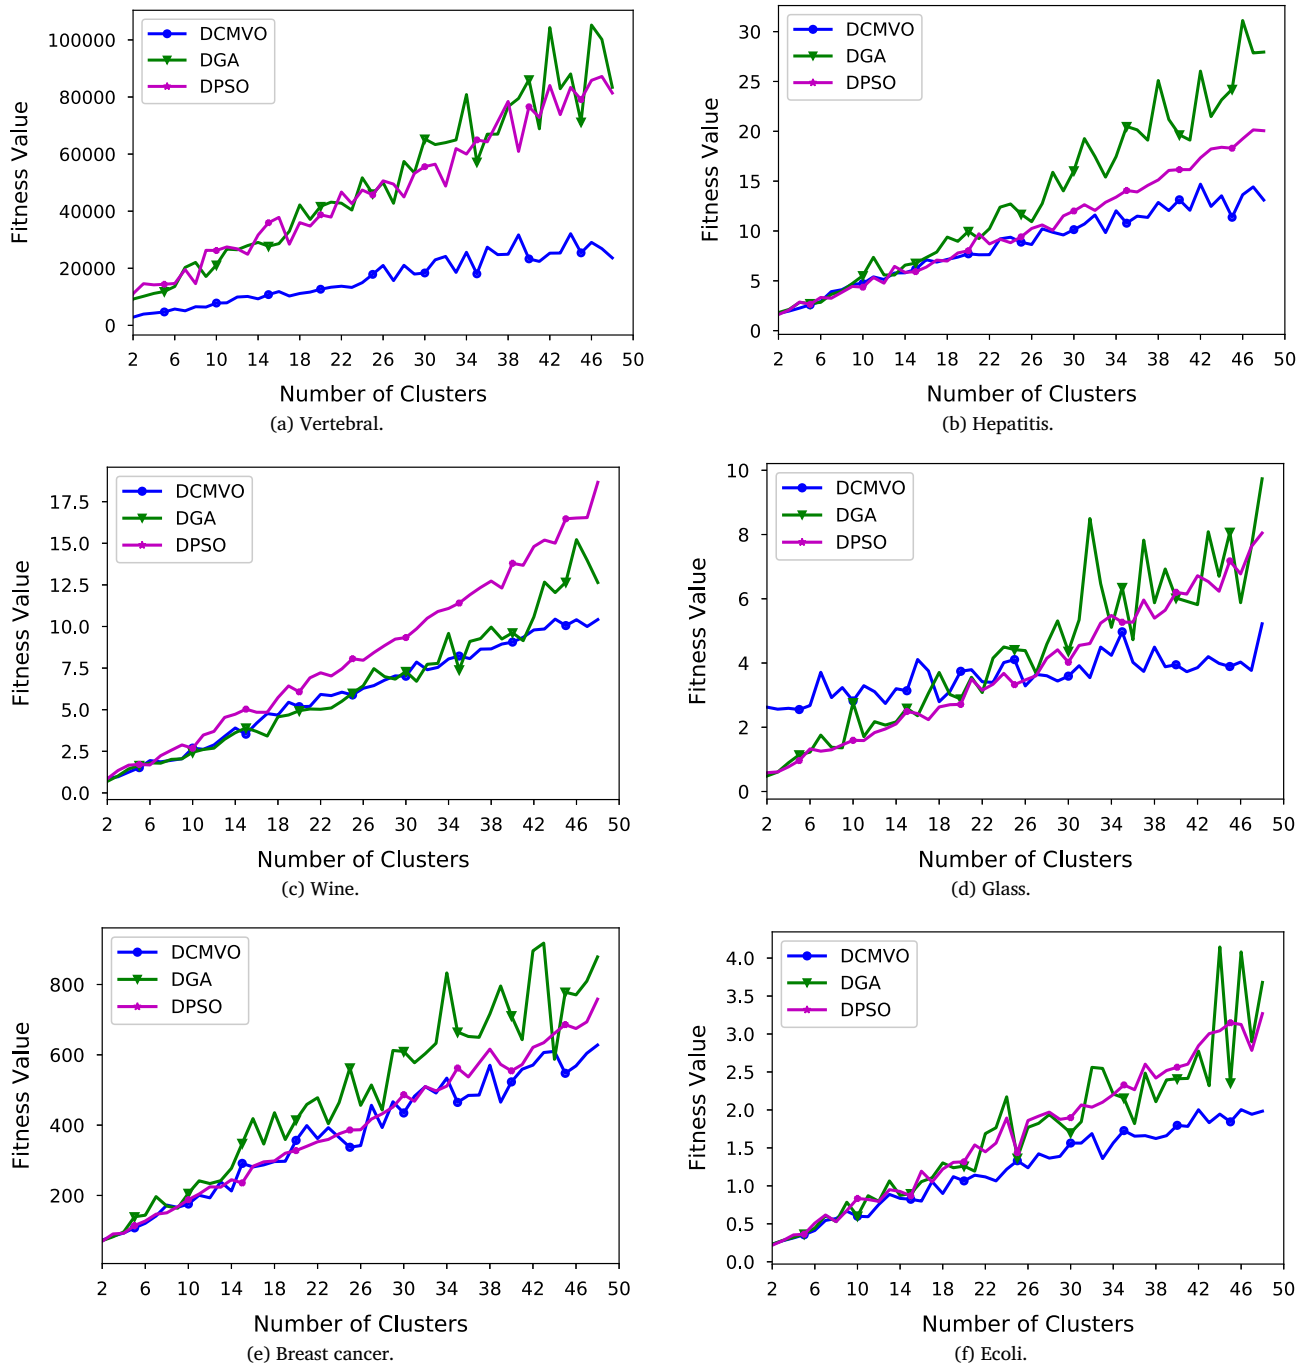 DCMVO
DGA
DPSO
Fitness Value
100000
80000
60000
40000
20000
0
2 6 10 14 18 22 26 30 34 38 42 46 50
Number of Clusters
(a) Vertebral.
DCMVO
DGA
DPSO
Fitness Value
30
25
20
15
10
5
0
2 6 10 14 18 22 26 30 34 38 42 46 50
Number of Clusters
(b) Hepatitis.
DCMVO
DGA
DPSO
Fitness Value
17.5
15.0
12.5
10.0
7.5
5.0
2.5
0.0
2 6 10 14 18 22 26 30 34 38 42 46 50
Number of Clusters
(c) Wine.
DCMVO
DGA
DPSO
Fitness Value
10
8
6
4
2
0
2 6 10 14 18 22 26 30 34 38 42 46 50
Number of Clusters
(d) Glass.
DCMVO
DGA
DPSO
Fitness Value
800
600
400
200
2 6 10 14 18 22 26 30 34 38 42 46 50
Number of Clusters
(e) Breast cancer.
DCMVO
DGA
DPSO
Fitness Value
4.0
3.5
3.0
2.5
2.0
1.5
1.0
0.5
0.0
2 6 10 14 18 22 26 30 34 38 42 46 50
Number of Clusters
(f) Ecoli.